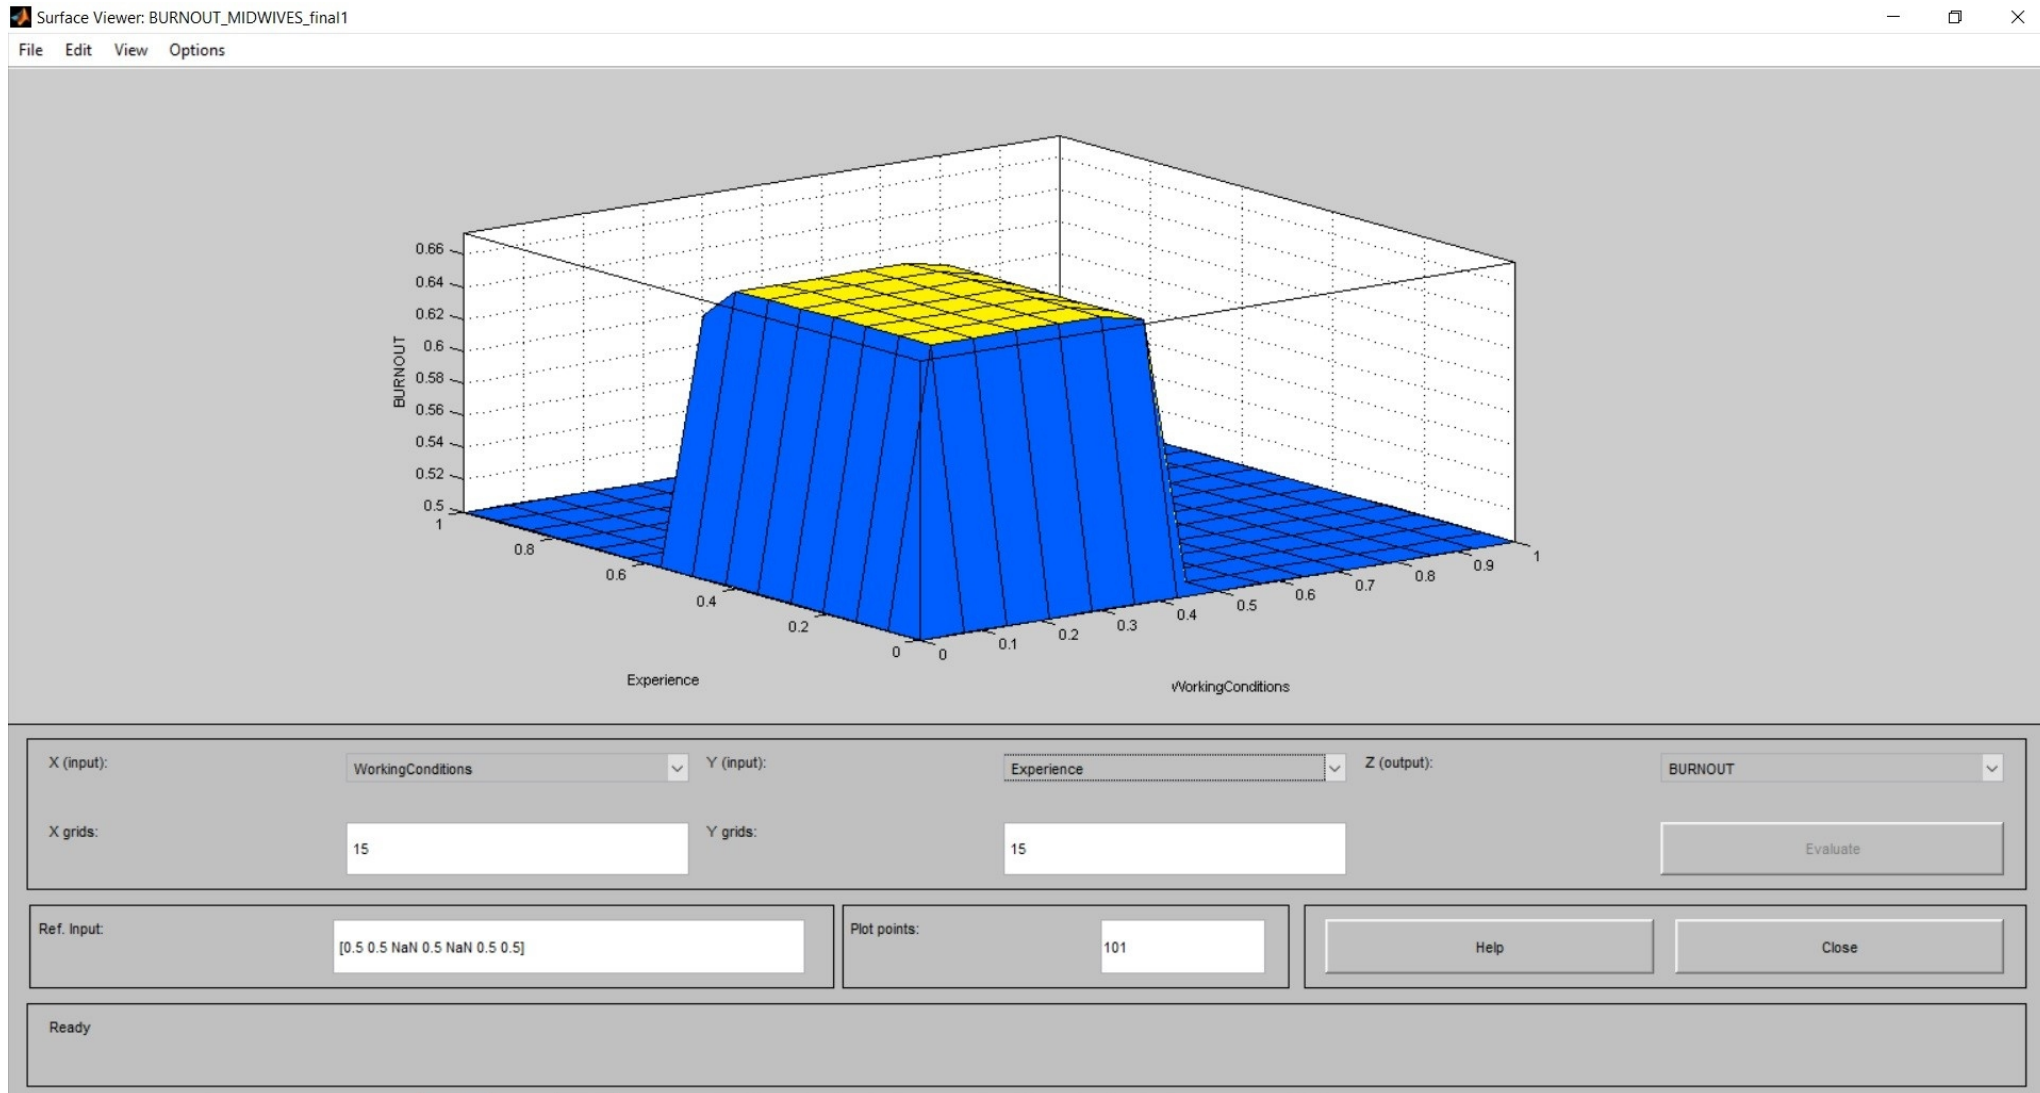 Surface Viewer: BURNOUT_MIDWIVES_final1
File Edit View Options
0.66
0.64
0.62
0.6
0.58
0.56
0.54
0.52
0.5
BURNOUT
1
0.8
0.6
0.4
0.2
0
Experience
0
0.1
0.2
0.3
0.4
0.5
0.6
0.7
0.8
0.9
1
WorkingConditions
X (input): WorkingConditions Y (input): Experience Z (output): BURNOUT
X grids: 15 Y grids: 15 Evaluate
Ref. Input: [0.5 0.5 NaN 0.5 NaN 0.5 0.5] Plot points: 101 Help Close
Ready